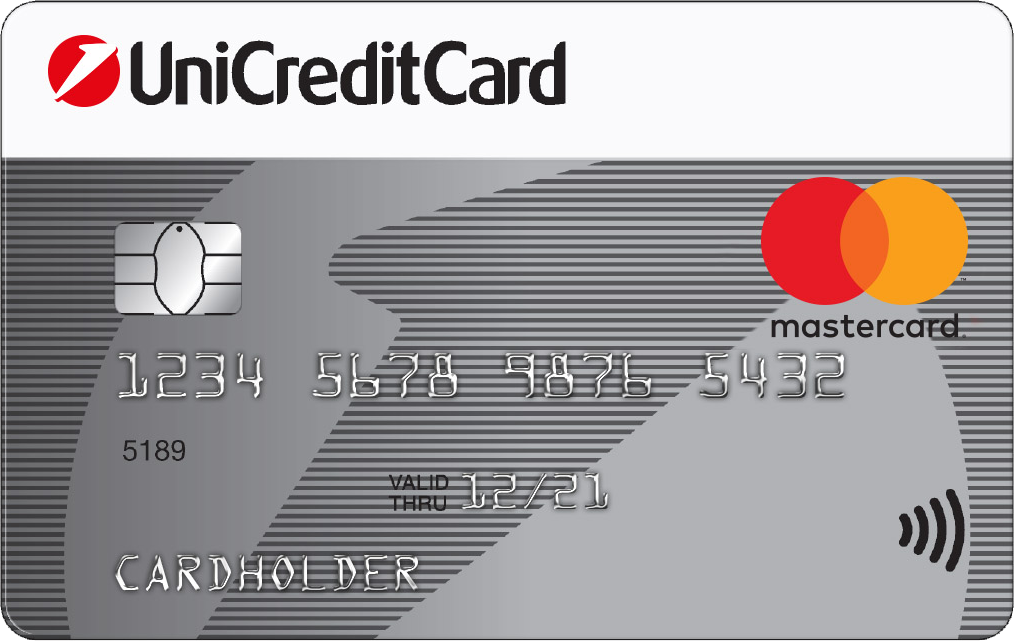 UniCreditCard
mastercard.
1234 5678 9876 5432
5189
VALID THRU 12/21
CARDHOLDER